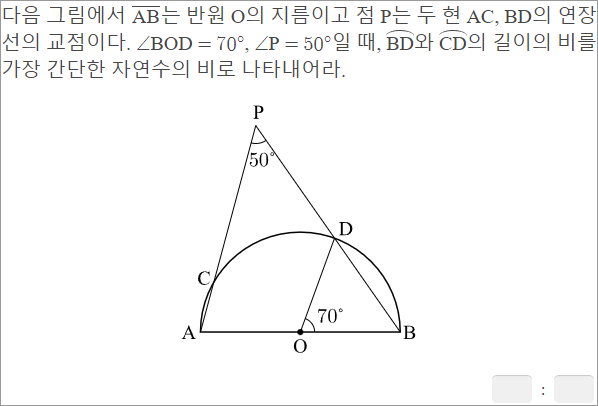 다음 그림에서 AB는 반원 O의 지름이고 점 P는 두 현 AC, BD의 연장
선의 교점이다. ∠BOD = 70°, ∠P = 50°일 때, BD와 CD의 길이의 비를
가장 간단한 자연수의 비로 나타내어라.
P
50°
D
C
70°
A
B
O
: